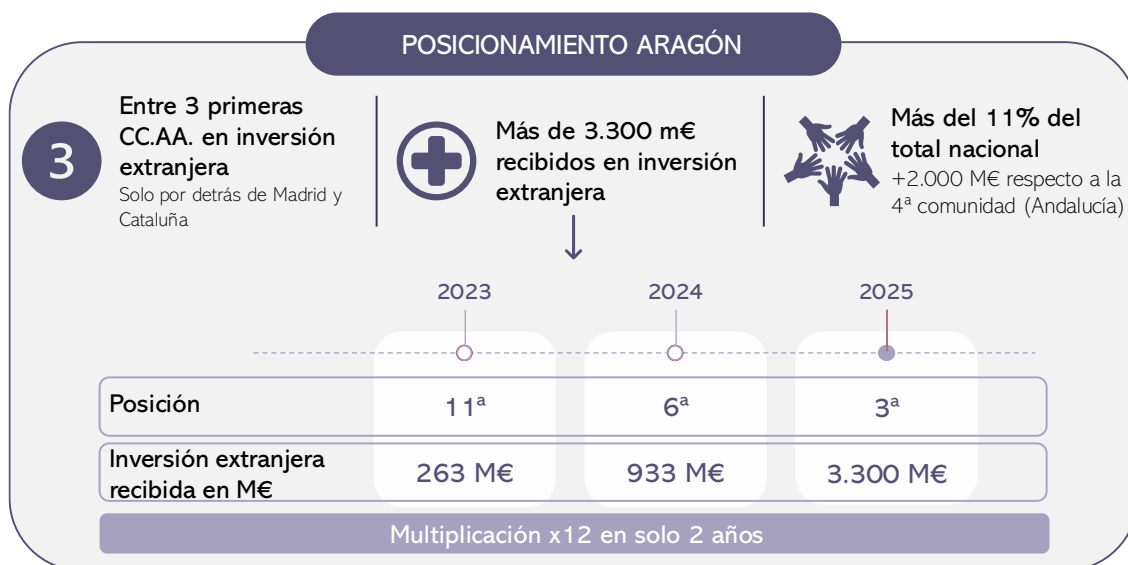 POSICIONAMIENTO ARAGÓN
3
Entre 3 primeras
CC.AA. en inversión
extranjera
Solo por detrás de Madrid y
Cataluña
Más de 3.300 m€
recibidos en inversión
extranjera
Más del 11% del
total nacional
+2.000 M€ respecto a la
4ª comunidad (Andalucía)
2023 2024 2025
Posición 11ª 6ª 3ª
Inversión extranjera
recibida en M€ 263 M€ 933 M€ 3.300 M€
Multiplicación x12 en solo 2 años